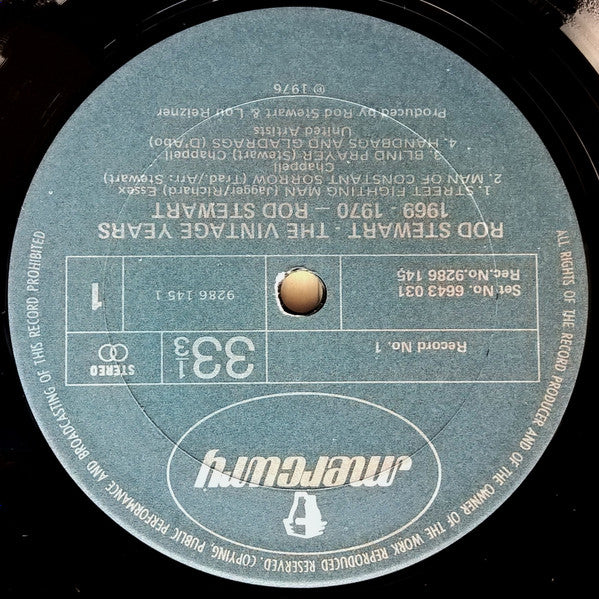 mercury
Record No. 1
33 1/3
STEREO
Set No. 6643 031
Rec.No.9286 145
9286 145 1
1
ROD STEWART - THE VINTAGE YEARS
1969 - 1970 — ROD STEWART
1. STREET FIGHTING MAN (Jagger/Richard) Essex
2. MAN OF CONSTANT SORROW (Trad./Arr. Stewart)
Chappell
3. BLIND PRAYER (Stewart) Chappell
4. HANDBAGS AND GLADRAGS (D'Abo)
United Artists
Produced by Rod Stewart & Lou Reizner
℗ 1976
ALL RIGHTS OF THE RECORD PRODUCER AND OF THE OWNER OF THE WORK REPRODUCED RESERVED. COPYING, PUBLIC PERFORMANCE AND BROADCASTING OF THIS RECORD PROHIBITED